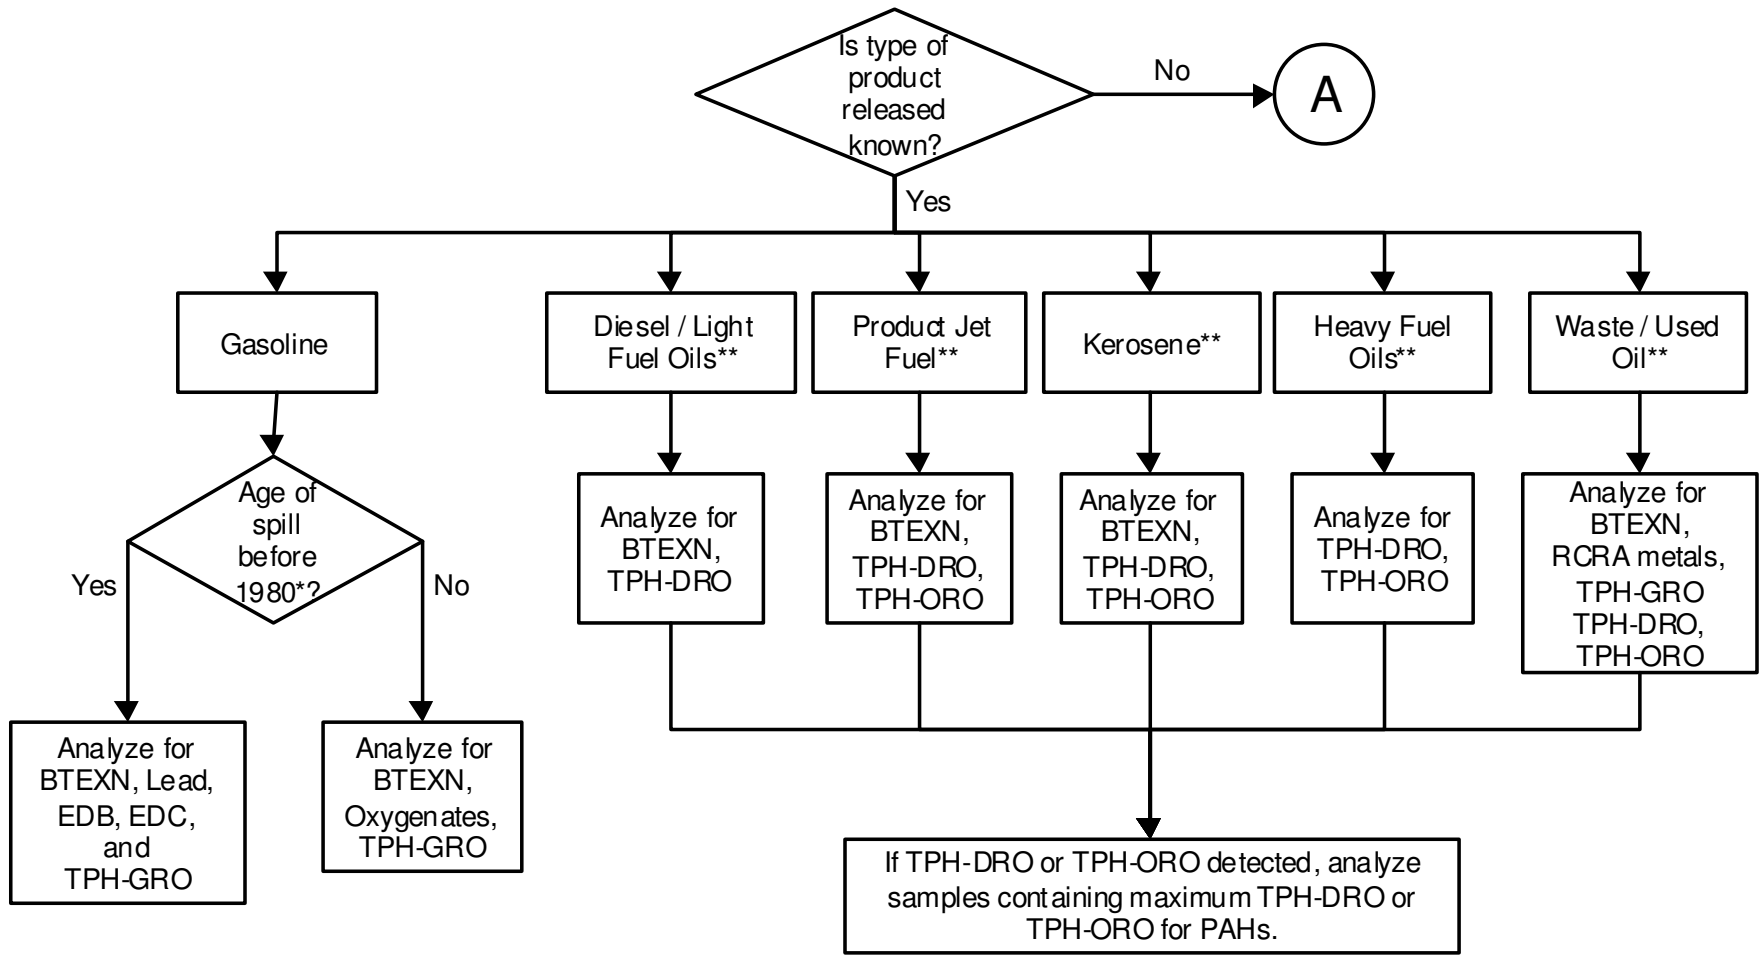 Is type of
product
released
known?
No
A
Yes
Gasoline
Diesel / Light
Fuel Oils**
Product Jet
Fuel**
Kerosene**
Heavy Fuel
Oils**
Waste / Used
Oil**
Age of
spill
before
1980*?
Yes
No
Analyze for
BTEXN,
TPH-DRO
Analyze for
BTEXN,
TPH-DRO,
TPH-ORO
Analyze for
BTEXN,
TPH-DRO,
TPH-ORO
Analyze for
TPH-DRO,
TPH-ORO
Analyze for
BTEXN,
RCRA metals,
TPH-GRO
TPH-DRO,
TPH-ORO
Analyze for
BTEXN, Lead,
EDB, EDC,
and
TPH-GRO
Analyze for
BTEXN,
Oxygenates,
TPH-GRO
If TPH-DRO or TPH-ORO detected, analyze
samples containing maximum TPH-DRO or
TPH-ORO for PAHs.